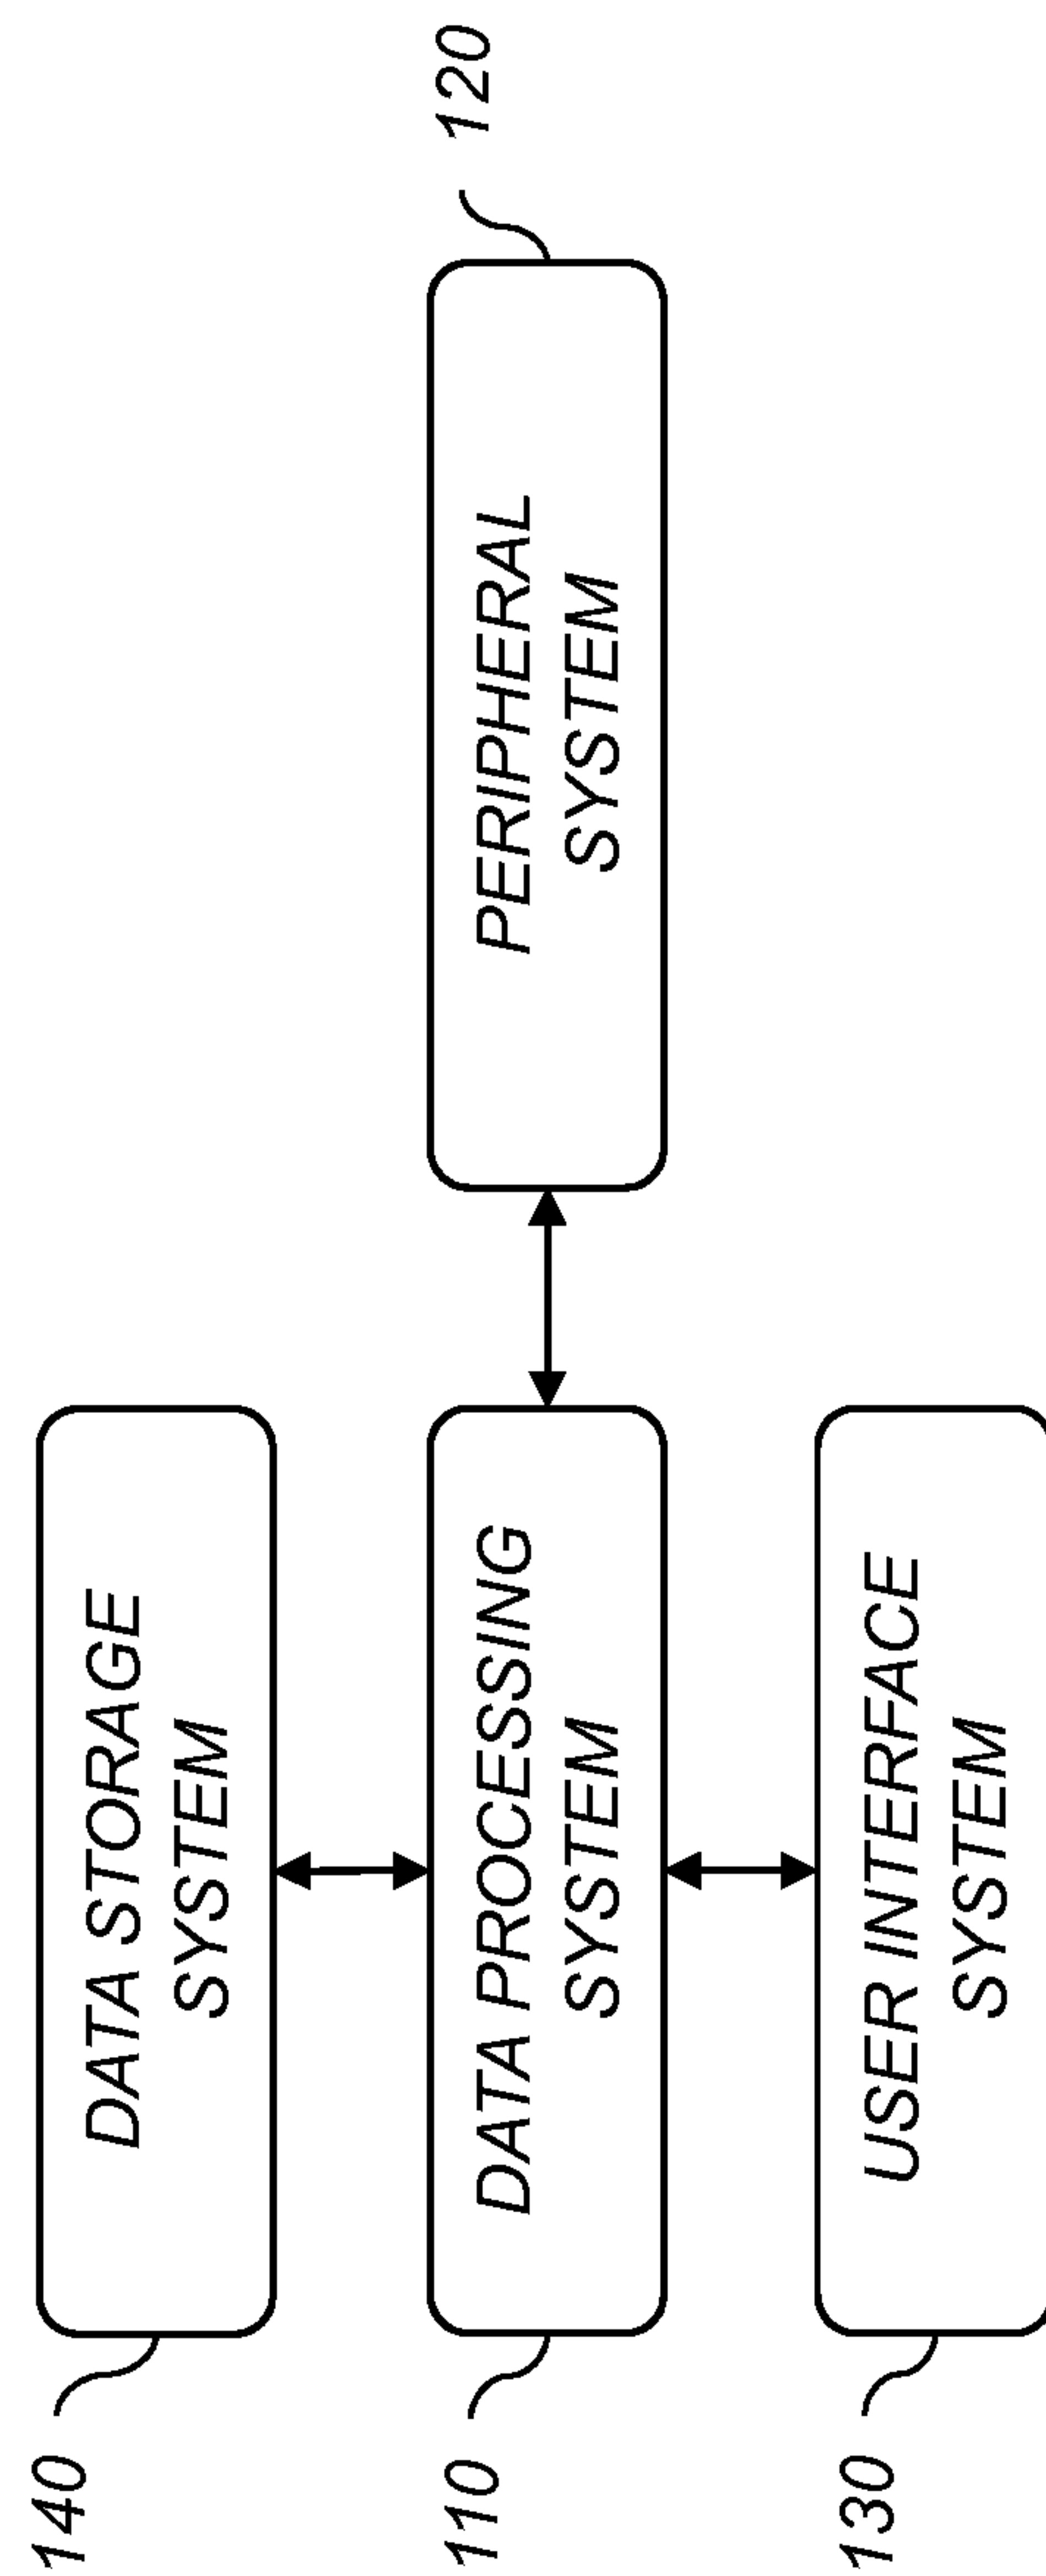 140
DATA STORAGE
SYSTEM
110
DATA PROCESSING
SYSTEM
PERIPHERAL
SYSTEM
120
130
USER INTERFACE
SYSTEM